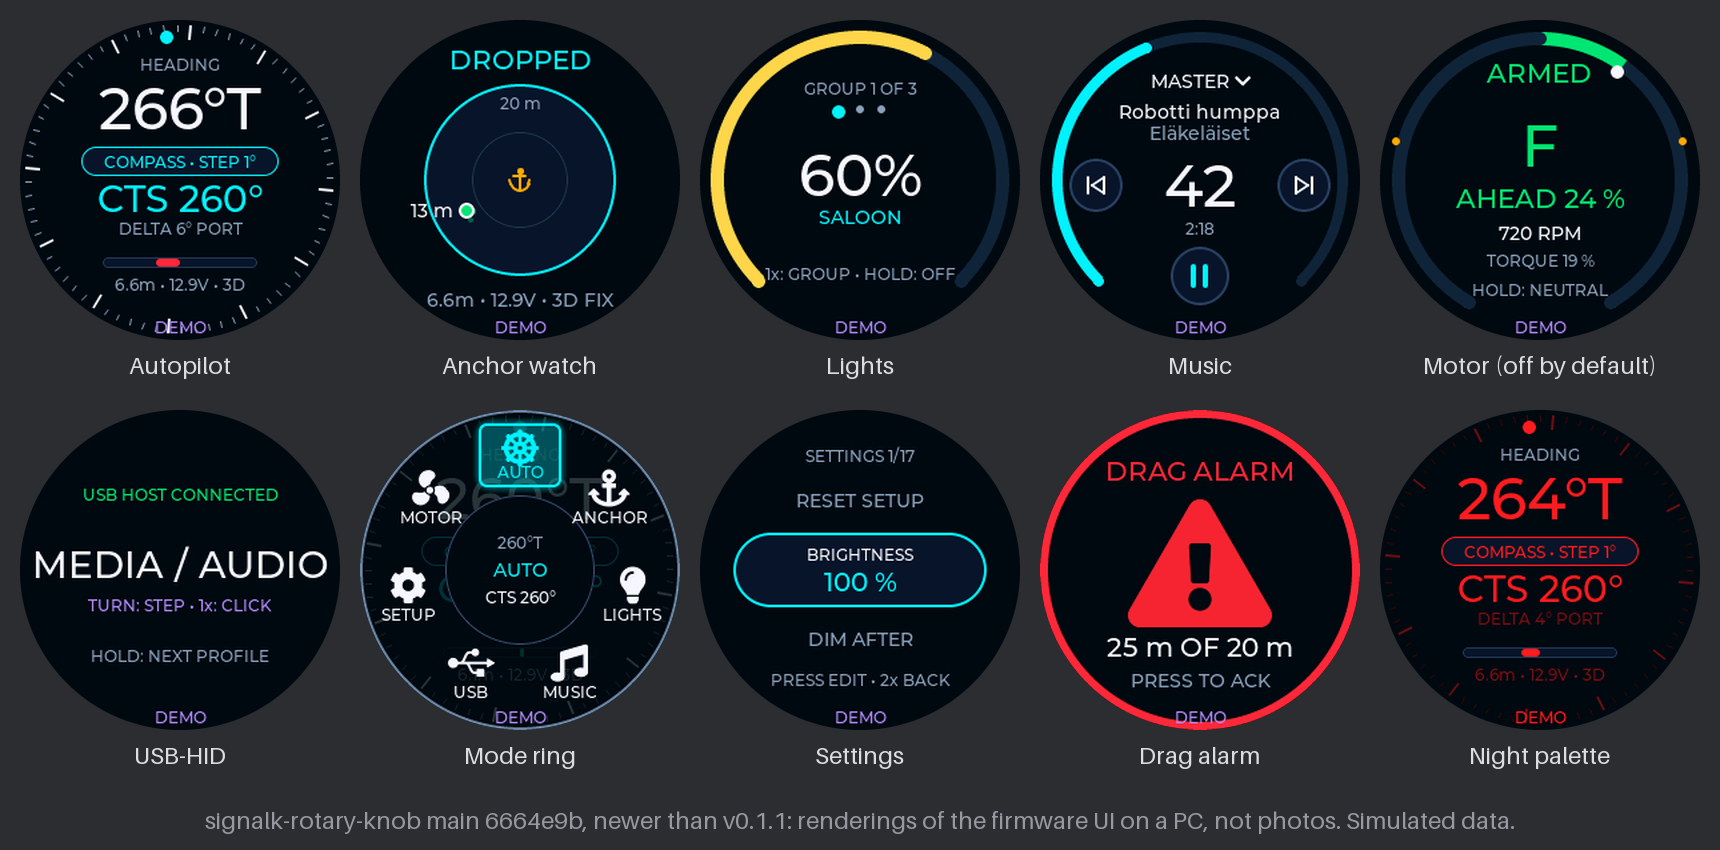 HEADING
266°T
COMPASS • STEP 1°
CTS 260°
DELTA 6° PORT
6.6m • 12.9V • 3D
DEMO
Autopilot
DROPPED
20 m
13 m
6.6m • 12.9V • 3D FIX
DEMO
Anchor watch
GROUP 1 OF 3
60%
SALOON
1x: GROUP • HOLD: OFF
DEMO
Lights
MASTER
Robotti humppa
Eläkeläiset
42
2:18
DEMO
Music
ARMED
F
AHEAD 24 %
720 RPM
TORQUE 19 %
HOLD: NEUTRAL
DEMO
Motor (off by default)
USB HOST CONNECTED
MEDIA / AUDIO
TURN: STEP • 1x: CLICK
HOLD: NEXT PROFILE
DEMO
USB-HID
AUTO
MOTOR
ANCHOR
260°T
AUTO
CTS 260°
SETUP
LIGHTS
USB
MUSIC
DEMO
Mode ring
SETTINGS 1/17
RESET SETUP
BRIGHTNESS
100 %
DIM AFTER
PRESS EDIT • 2x BACK
DEMO
Settings
DRAG ALARM
25 m OF 20 m
PRESS TO ACK
DEMO
Drag alarm
HEADING
264°T
COMPASS • STEP 1°
CTS 260°
DELTA 4° PORT
6.6m • 12.9V • 3D
DEMO
Night palette
signalk-rotary-knob main 6664e9b, newer than v0.1.1: renderings of the firmware UI on a PC, not photos. Simulated data.